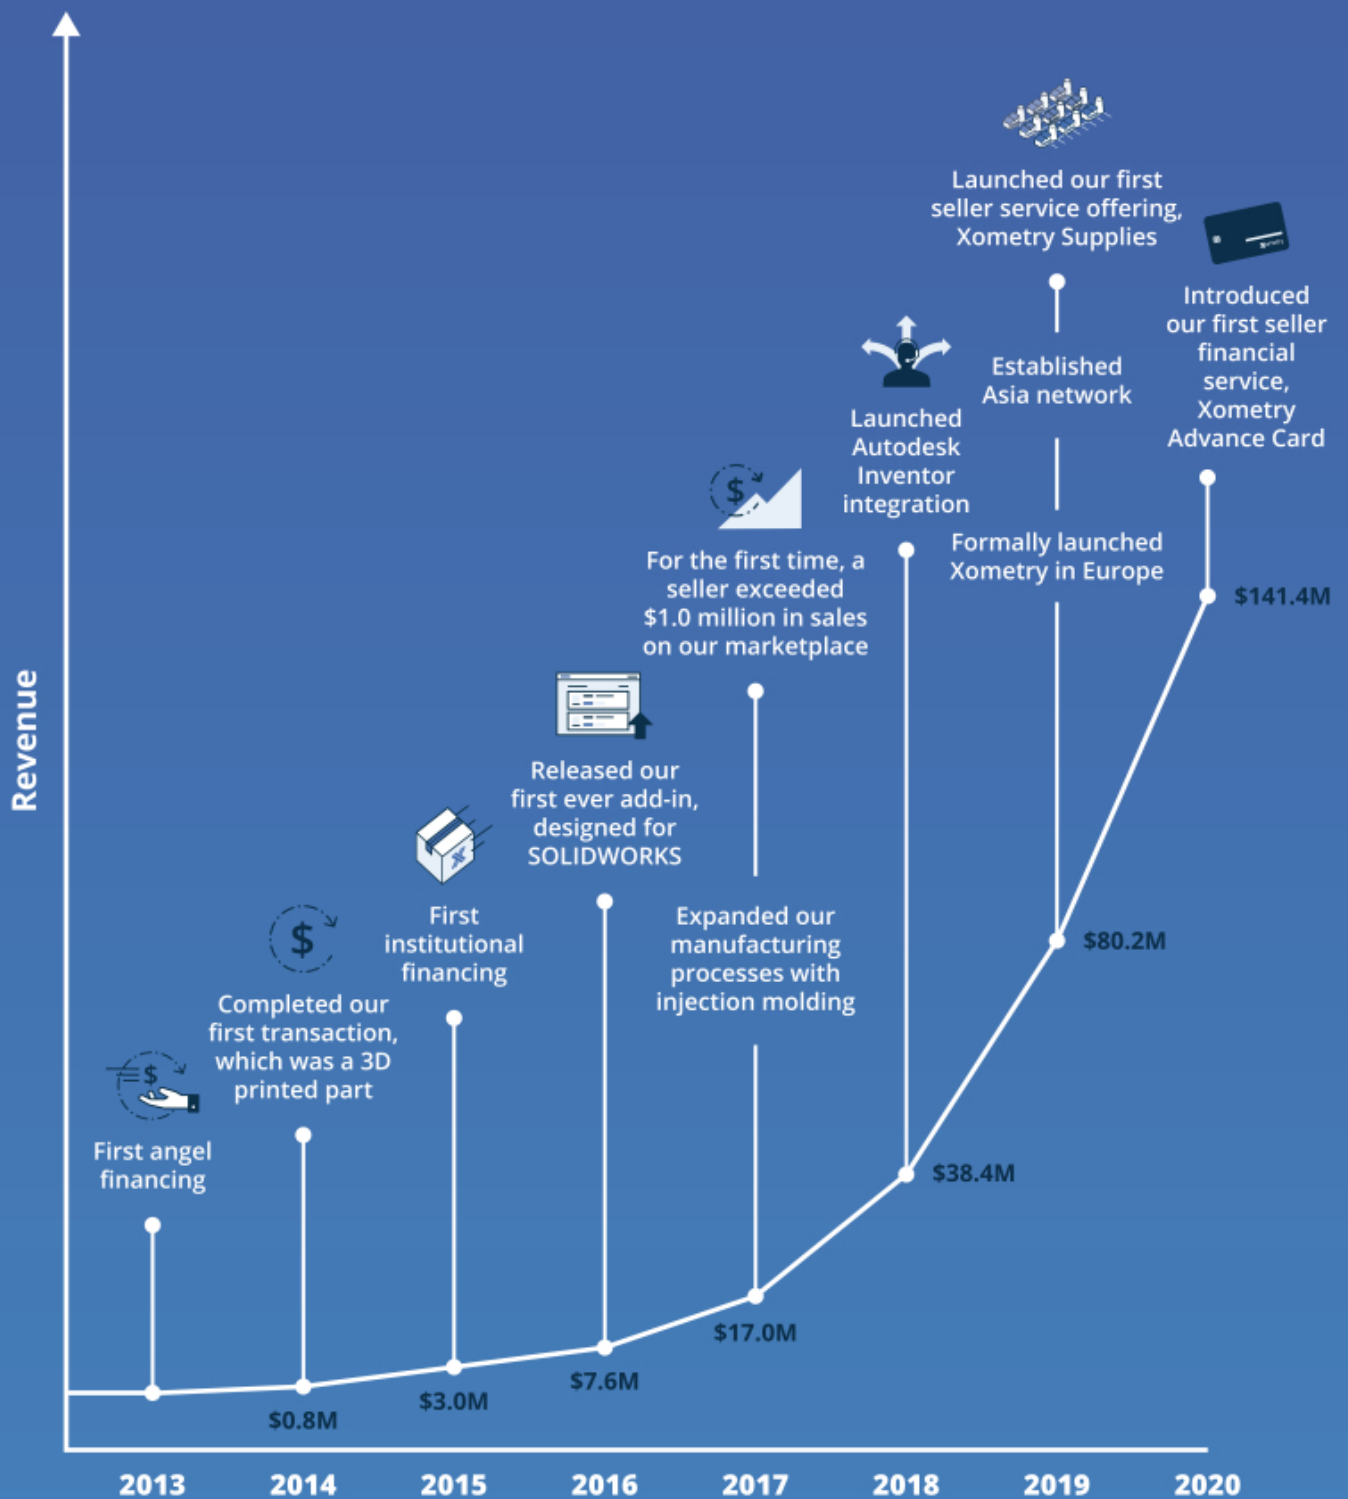 Launched our first
seller service offering,
Xometry Supplies
Introduced
our first seller
financial
service,
Xometry
Advance Card
Established
Asia network
Launched
Autodesk
Inventor
integration
Formally launched
Xometry in Europe
For the first time, a
seller exceeded
$1.0 million in sales
on our marketplace
$141.4M
Revenue
Released our
first ever add-in,
designed for
SOLIDWORKS
First
institutional
financing
Expanded our
manufacturing
processes with
injection molding
$80.2M
Completed our
first transaction,
which was a 3D
printed part
First angel
financing
$38.4M
$17.0M
$7.6M
$3.0M
$0.8M
2013 2014 2015 2016 2017 2018 2019 2020